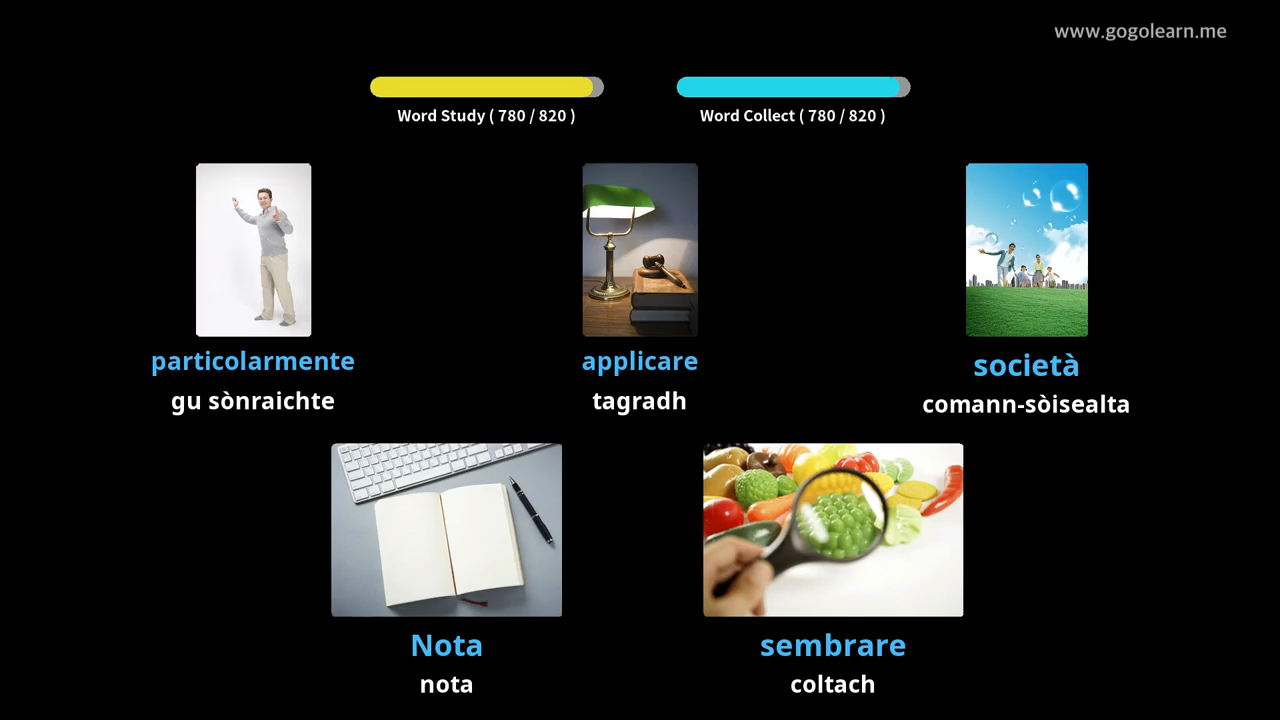 www.gogolearn.me
Word Study ( 780 / 820 )
Word Collect ( 780 / 820 )
particolarmente
gu sònraichte
applicare
tagradh
società
comann-sòisealta
Nota
nota
sembrare
coltach